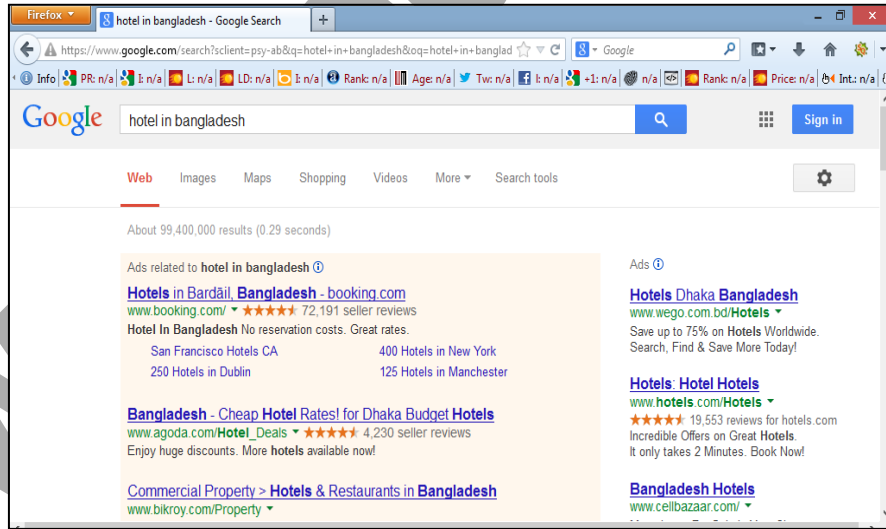 Firefox
hotel in bangladesh - Google Search
https://www.google.com/search?sclient=psy-ab&q=hotel+in+bangladesh&oq=hotel+in+banglad
Google
Info PR: n/a I: n/a L: n/a LD: n/a I: n/a Rank: n/a Age: n/a Tw: n/a l: n/a +1: n/a n/a Rank: n/a Price: n/a Int.: n/a
Google
hotel in bangladesh
Sign in
Web Images Maps Shopping Videos More Search tools
About 99,400,000 results (0.29 seconds)
Ads related to hotel in bangladesh
Hotels in Bardāil, Bangladesh - booking.com
www.booking.com/ 72,191 seller reviews
Hotel In Bangladesh No reservation costs. Great rates.
San Francisco Hotels CA 400 Hotels in New York
250 Hotels in Dublin 125 Hotels in Manchester
Bangladesh - Cheap Hotel Rates! for Dhaka Budget Hotels
www.agoda.com/Hotel_Deals 4,230 seller reviews
Enjoy huge discounts. More hotels available now!
Commercial Property > Hotels & Restaurants in Bangladesh
www.bikroy.com/Property
Ads
Hotels Dhaka Bangladesh
www.wego.com.bd/Hotels
Save up to 75% on Hotels Worldwide.
Search, Find & Save More Today!
Hotels: Hotel Hotels
www.hotels.com/Hotels
19,553 reviews for hotels.com
Incredible Offers on Great Hotels.
It only takes 2 Minutes. Book Now!
Bangladesh Hotels
www.cellbazaar.com/